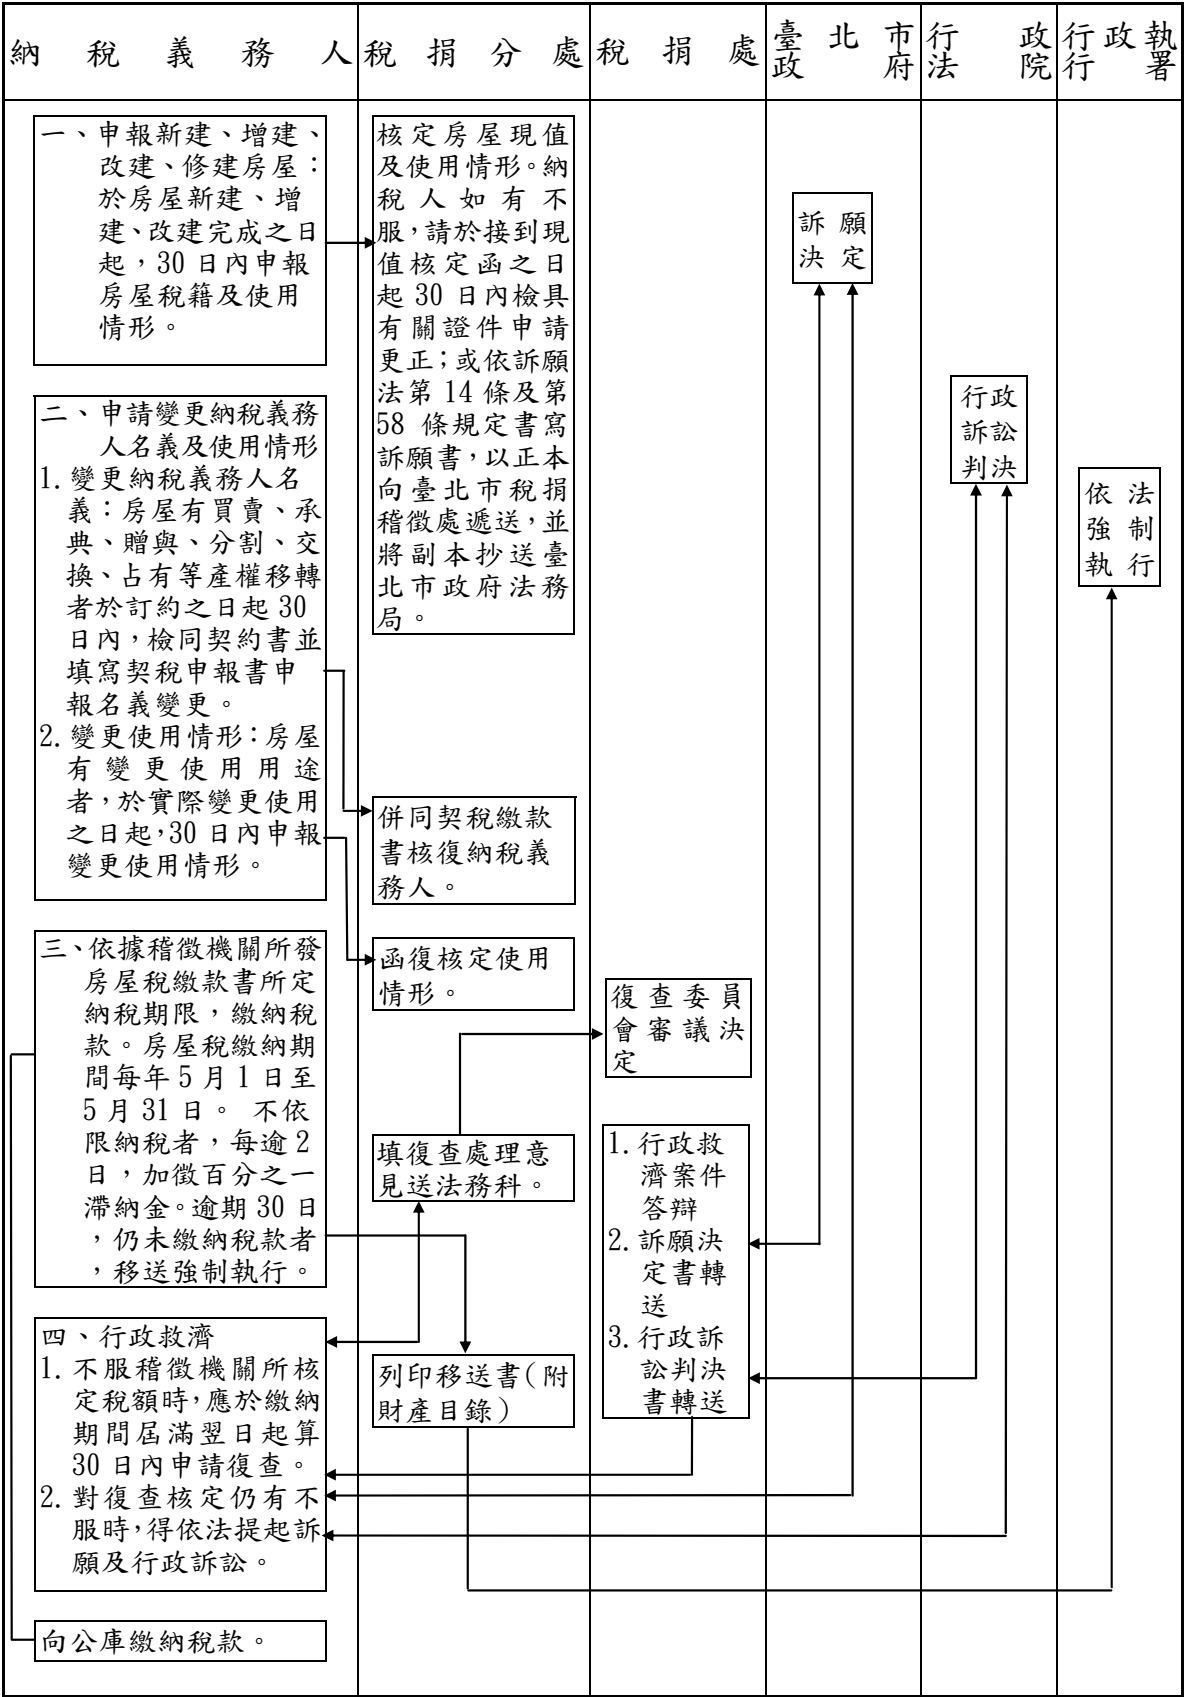 納稅義務人
稅捐分處
稅捐處
臺北市
政府
行政
法院
行政執
行署
一、申報新建、增建、
改建、修建房屋：
於房屋新建、增
建、改建完成之日
起，30日內申報
房屋稅籍及使用
情形。
二、申請變更納稅義務
人名義及使用情形
1.變更納稅義務人名
義：房屋有買賣、承
典、贈與、分割、交
換、占有等產權移轉
者於訂約之日起30
日內，檢同契約書並
填寫契稅申報書申
報名義變更。
2.變更使用情形：房屋
有變更使用用途
者，於實際變更使用
之日起，30日內申報
變更使用情形。
三、依據稽徵機關所發
房屋稅繳款書所定
納稅期限，繳納稅
款。房屋稅繳納期
間每年5月1日至
5月31日。 不依
限納稅者，每逾2
日，加徵百分之一
滯納金。逾期30日
，仍未繳納稅款者
，移送強制執行。
四、行政救濟
1.不服稽徵機關所核
定稅額時，應於繳納
期間屆滿翌日起算
30日內申請復查。
2.對復查核定仍有不
服時，得依法提起訴
願及行政訴訟。
向公庫繳納稅款。
核定房屋現值
及使用情形。納
稅人如有不
服，請於接到現
值核定函之日
起30日內檢具
有關證件申請
更正；或依訴願
法第14條及第
58條規定書寫
訴願書，以正本
向臺北市稅捐
稽徵處遞送，並
將副本抄送臺
北市政府法務
局。
併同契稅繳款
書核復納稅義
務人。
函復核定使用
情形。
填復查處理意
見送法務科。
列印移送書(附
財產目錄)
復查委員
會審議決
定
1.行政救
濟案件
答辯
2.訴願決
定書轉
送
3.行政訴
訟判決
書轉送
訴願
決定
行政
訴訟
判決
依法
強制
執行